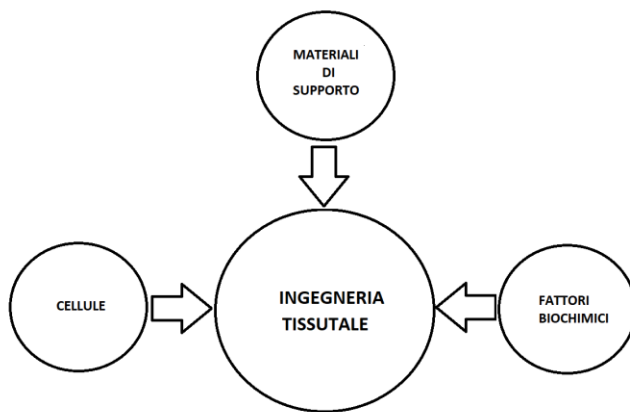 MATERIALI
DI
SUPPORTO
CELLULE
INGEGNERIA
TISSUTALE
FATTORI
BIOCHIMICI